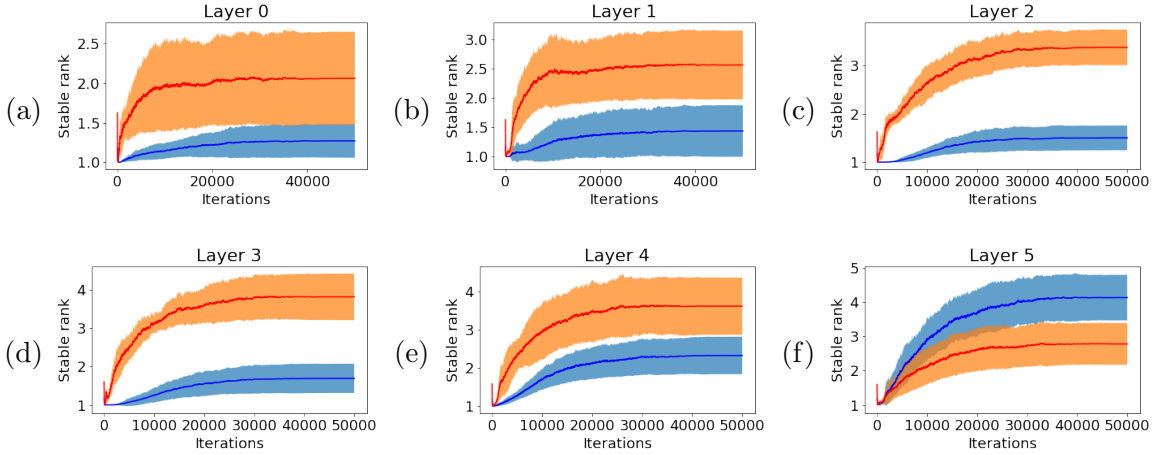 Layer 0
(a)
Stable rank
2.5
2.0
1.5
1.0
0 20000 40000
Iterations
Layer 1
(b)
Stable rank
3.0
2.5
2.0
1.5
1.0
0 20000 40000
Iterations
Layer 2
(c)
Stable rank
3
2
1
0 10000 20000 30000 40000 50000
Iterations
Layer 3
(d)
Stable rank
4
3
2
1
0 10000 20000 30000 40000 50000
Iterations
Layer 4
(e)
Stable rank
4
3
2
1
0 10000 20000 30000 40000 50000
Iterations
Layer 5
(f)
Stable rank
5
4
3
2
1
0 10000 20000 30000 40000 50000
Iterations